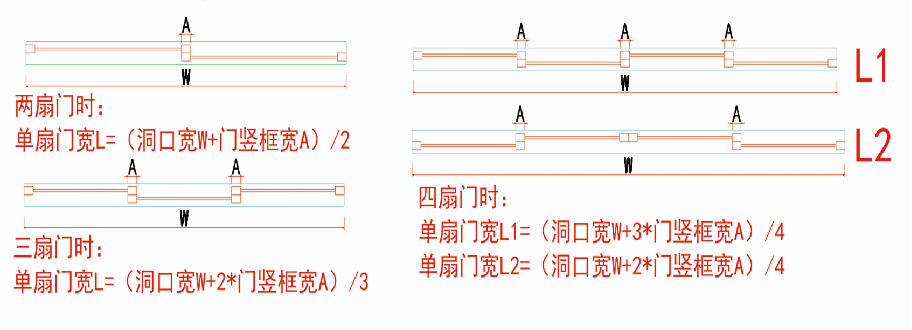 A
W
两扇门时：
单扇门宽L=（洞口宽W+门竖框宽A）/2
A A
W
三扇门时：
单扇门宽L=（洞口宽W+2*门竖框宽A）/3
A A A
W
L1
A A
W
L2
四扇门时：
单扇门宽L1=（洞口宽W+3*门竖框宽A）/4
单扇门宽L2=（洞口宽W+2*门竖框宽A）/4